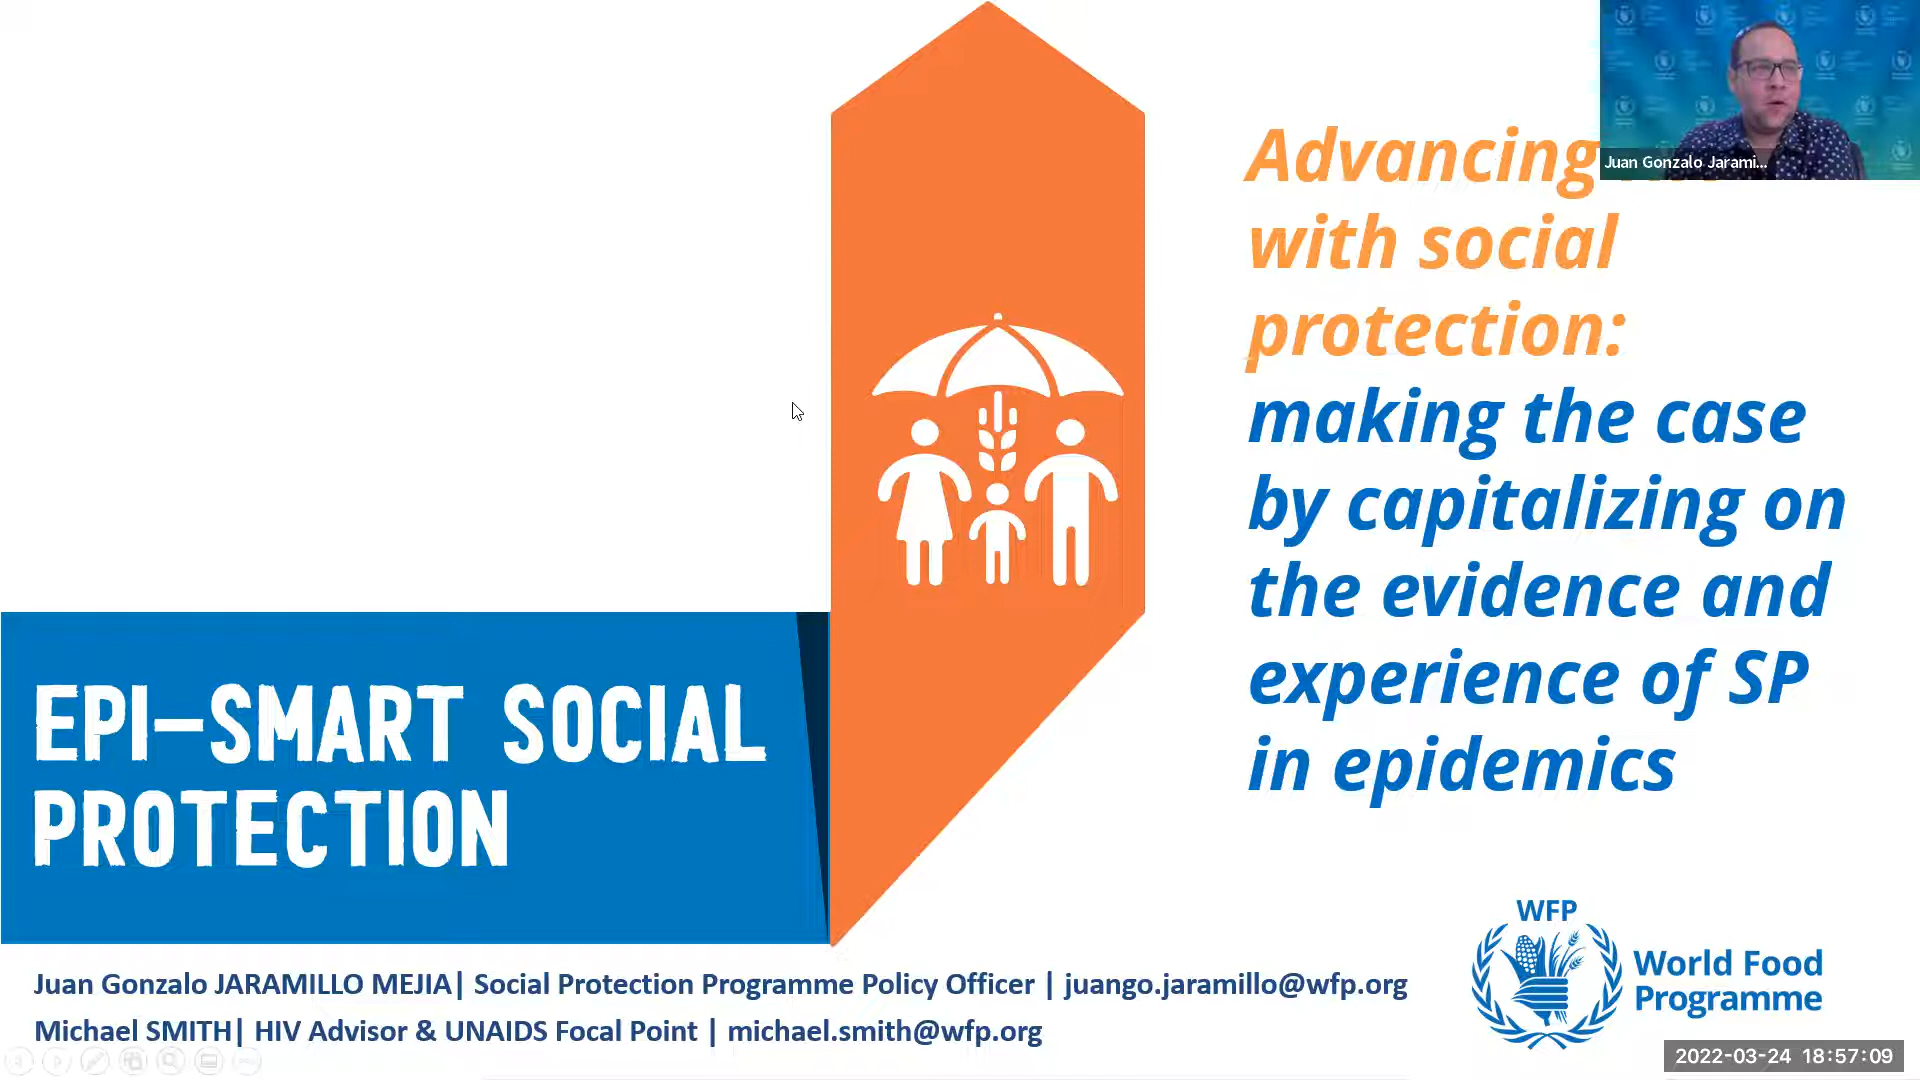 Advancing
with social
protection:
making the case
by capitalizing on
the evidence and
experience of SP
in epidemics
Juan Gonzalo Jarami...
EPI-SMART SOCIAL
PROTECTION
WFP
World Food
Programme
Juan Gonzalo JARAMILLO MEJIA| Social Protection Programme Policy Officer | juango.jaramillo@wfp.org
Michael SMITH| HIV Advisor & UNAIDS Focal Point | michael.smith@wfp.org
2022-03-24 18:57:09